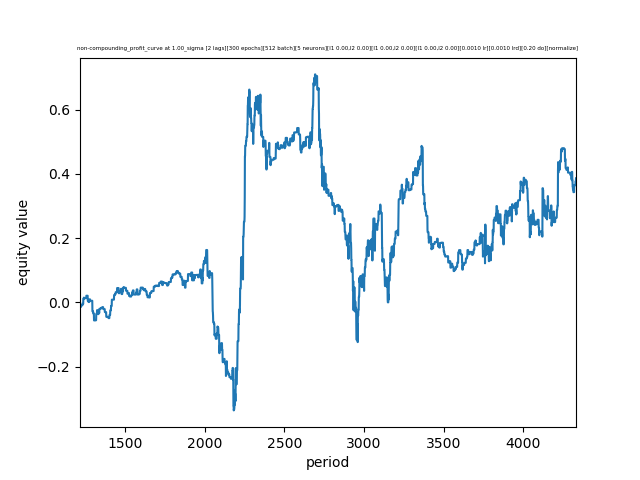 non-compounding_profit_curve at 1.00_sigma [2 lags][300 epochs][512 batch][5 neurons][l1 0.00,l2 0.00][l1 0.00,l2 0.00][l1 0.00,l2 0.00][0.0010 lr][0.0010 lrd][0.20 do][normalize]
0.6
0.4
0.2
0.0
−0.2
equity value
1500 2000 2500 3000 3500 4000
period